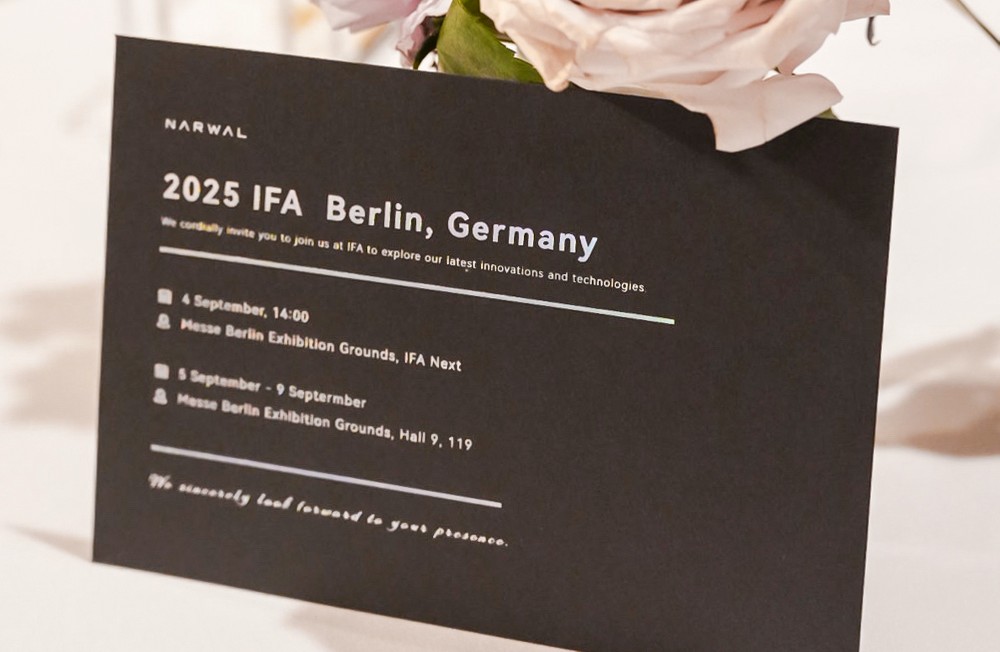 NARWAL
2025 IFA Berlin, Germany
We cordially invite you to join us at IFA to explore our latest innovations and technologies.
4 September, 14:00
Messe Berlin Exhibition Grounds, IFA Next
5 September - 9 Septermber
Messe Berlin Exhibition Grounds, Hall 9, 119
We sincerely look forward to your presence.